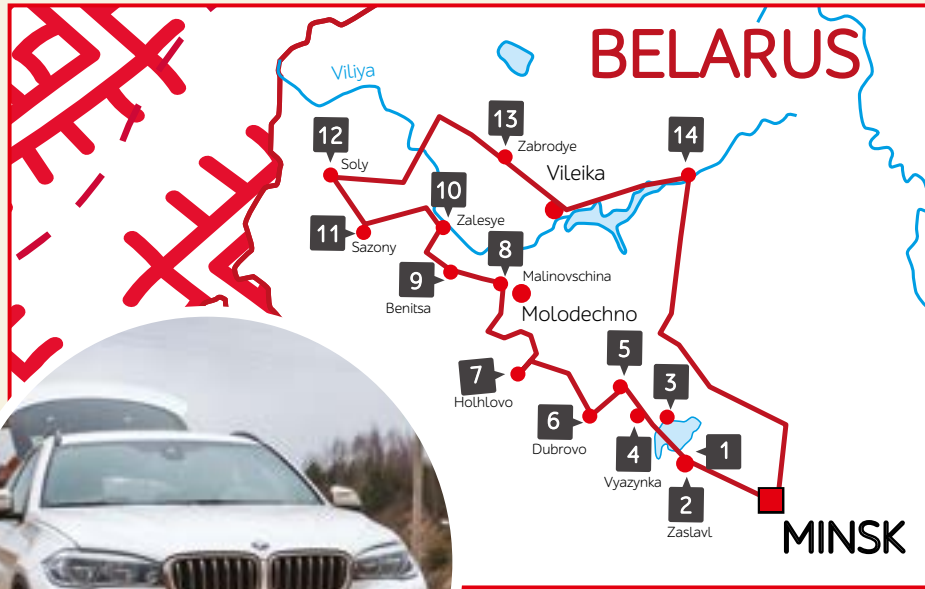 BELARUS
Viliya
13
12
14
Zabrodye
Soly
Vileika
10
Zalesye
11
Sazony
8
9
Malinovschina
Benitsa
Molodechno
5
7
3
Holhlovo
6
4
1
Dubrovo
Vyazynka
2
Zaslavl
MINSK